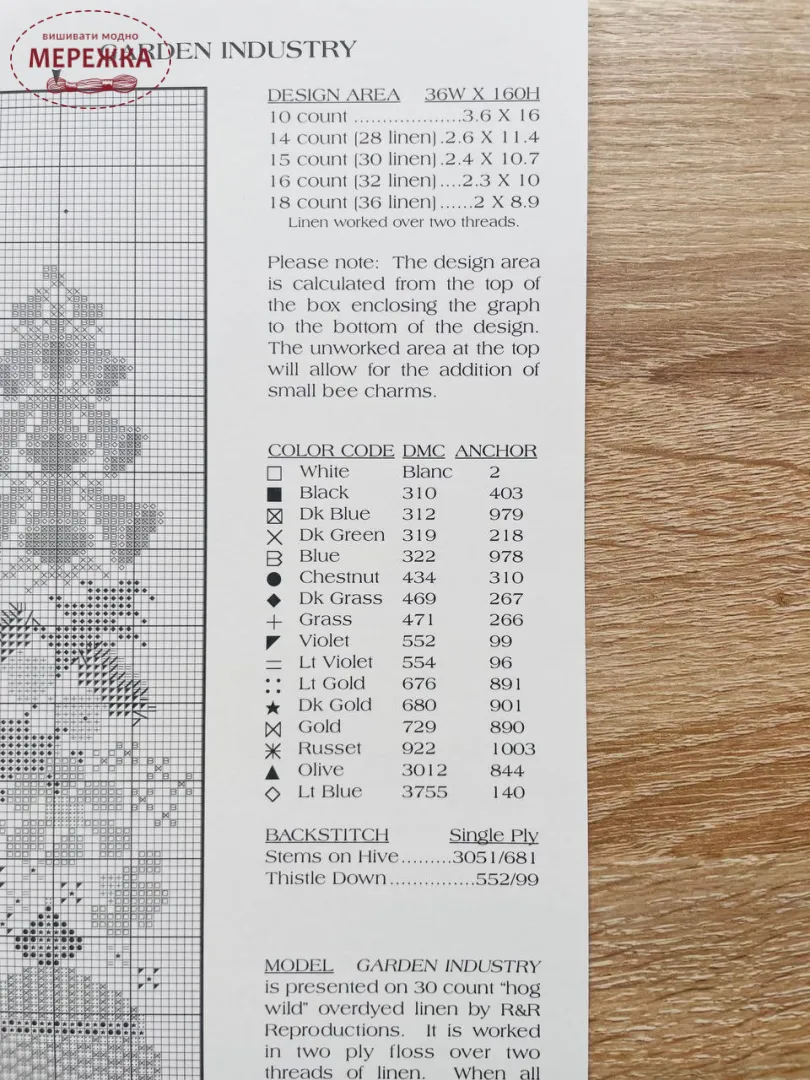 вишивати модно
МЕРЕЖКА
GARDEN INDUSTRY
DESIGN AREA 36W X 160H
10 count ...................3.6 X 16
14 count (28 linen).2.6 X 11.4
15 count (30 linen).2.4 X 10.7
16 count (32 linen)....2.3 X 10
18 count (36 linen)......2 X 8.9
Linen worked over two threads.
Please note: The design area
is calculated from the top of
the box enclosing the graph
to the bottom of the design.
The unworked area at the top
will allow for the addition of
small bee charms.
COLOR CODE DMC ANCHOR
White Blanc 2
Black 310 403
Dk Blue 312 979
Dk Green 319 218
Blue 322 978
Chestnut 434 310
Dk Grass 469 267
Grass 471 266
Violet 552 99
Lt Violet 554 96
Lt Gold 676 891
Dk Gold 680 901
Gold 729 890
Russet 922 1003
Olive 3012 844
Lt Blue 3755 140
BACKSTITCH Single Ply
Stems on Hive.........3051/681
Thistle Down...............552/99
MODEL GARDEN INDUSTRY
is presented on 30 count "hog
wild" overdyed linen by R&R
Reproductions. It is worked
in two ply floss over two
threads of linen. When all